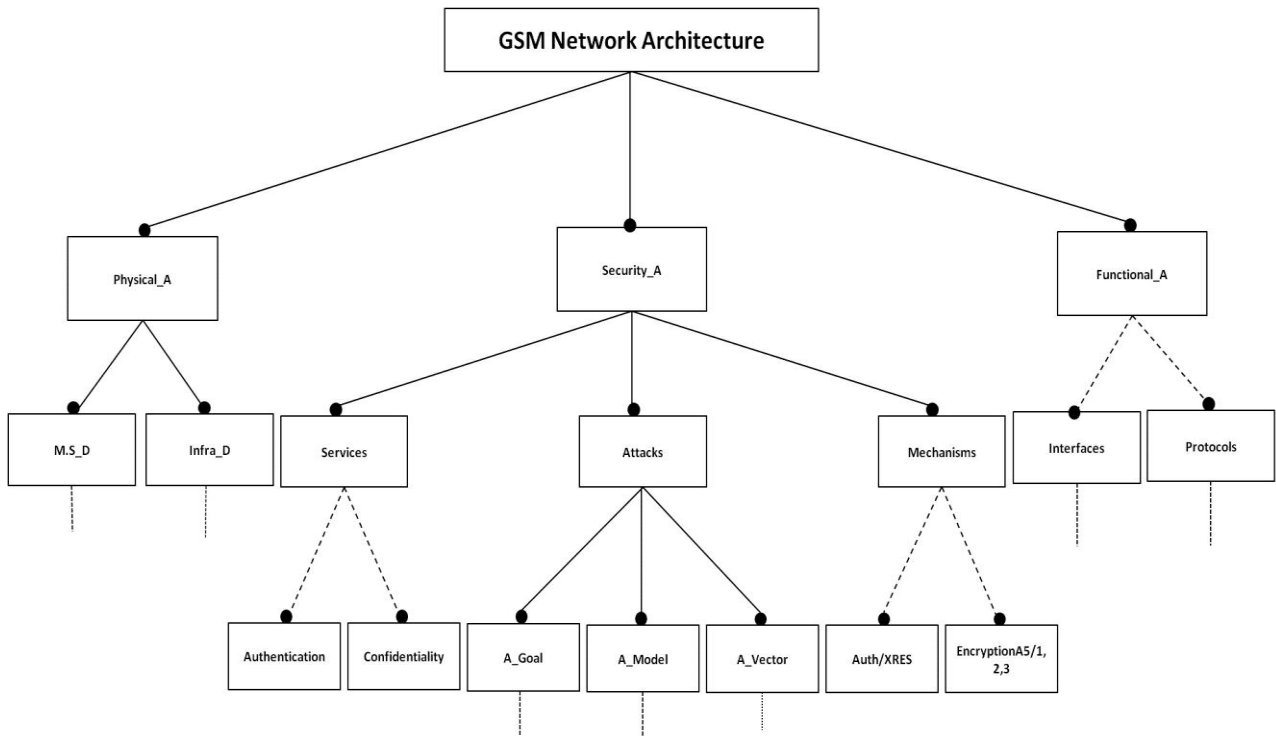 GSM Network Architecture
Physical_A
Security_A
Functional_A
M.S_D
Infra_D
Services
Attacks
Mechanisms
Interfaces
Protocols
Authentication
Confidentiality
A_Goal
A_Model
A_Vector
Auth/XRES
EncryptionA5/1,
2,3